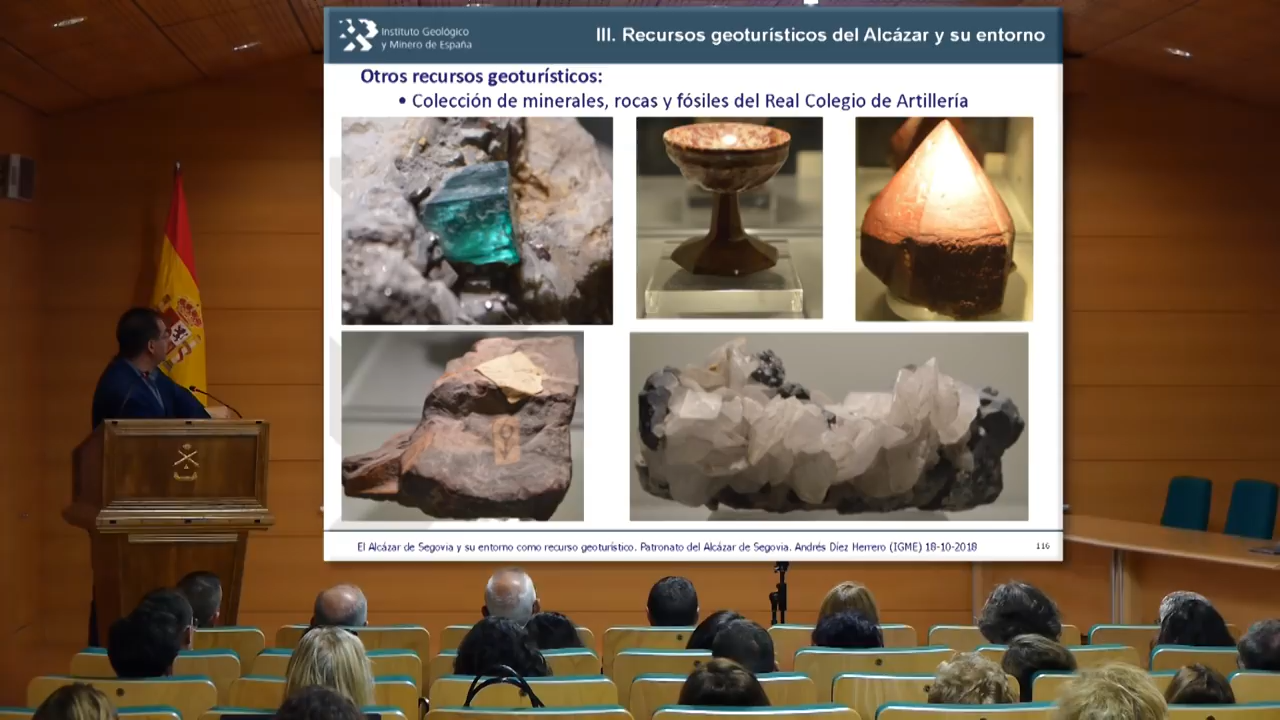 Instituto Geológico
y Minero de España
III. Recursos geoturísticos del Alcázar y su entorno
Otros recursos geoturísticos:
• Colección de minerales, rocas y fósiles del Real Colegio de Artillería
El Alcázar de Segovia y su entorno como recurso geoturístico. Patronato del Alcázar de Segovia. Andrés Díez Herrero (IGME) 18-10-2018
116